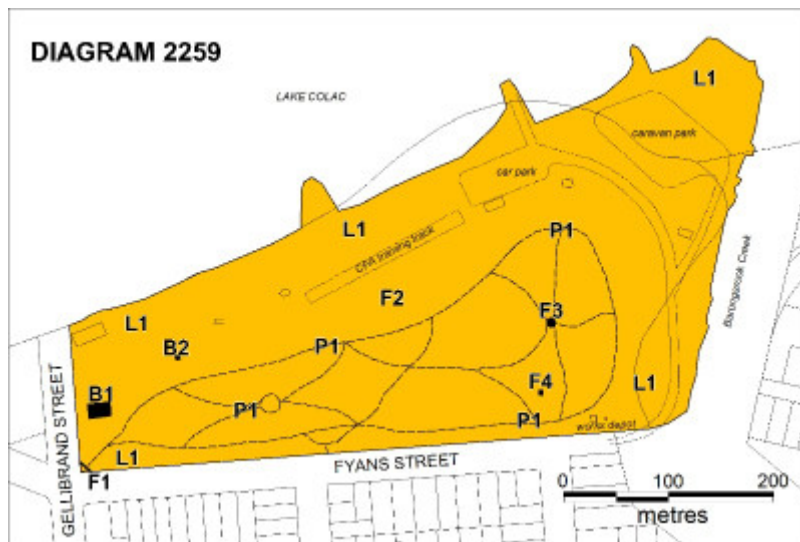 DIAGRAM 2259
LAKE COLAC
L1
caravan park
car park
L1
P1
CFA training track
F2
Barongarook Creek
L1
F3
B2
P1
B1
F4
L1
P1
P1
works depot
L1
F1
GELLIBRAND STREET
FYANS STREET
0 100 200
metres